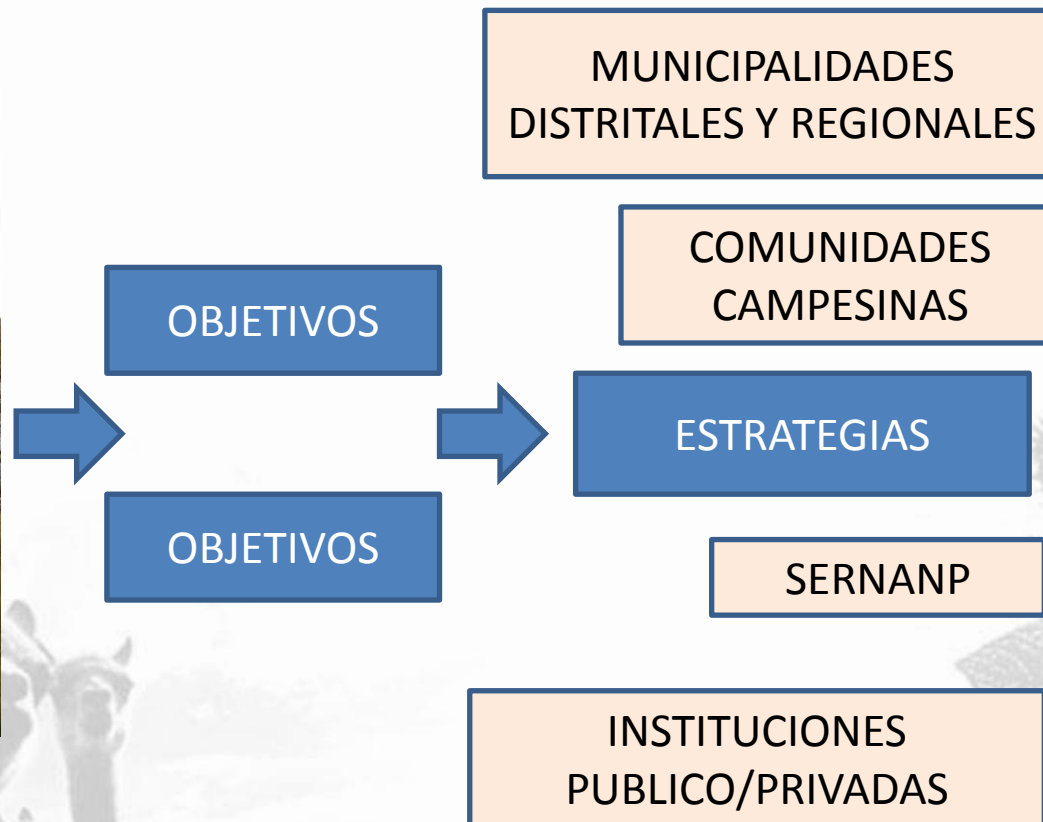 MUNICIPALIDADES
DISTRITALES Y REGIONALES
COMUNIDADES
CAMPESINAS
OBJETIVOS
ESTRATEGIAS
OBJETIVOS
SERNANP
INSTITUCIONES
PUBLICO/PRIVADAS